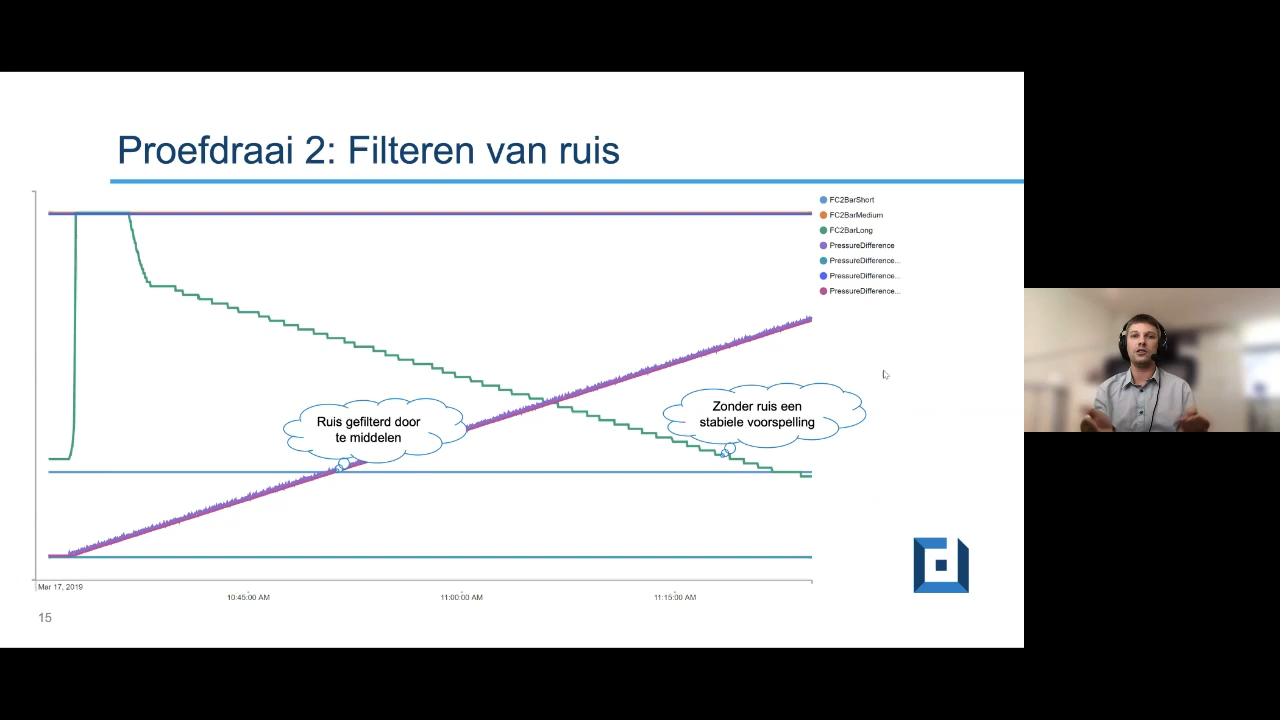 Proefdraai 2: Filteren van ruis
FC2BarShort
FC2BarMedium
FC2BarLong
PressureDifference
PressureDifference...
PressureDifference...
PressureDifference...
Ruis gefilterd door
te middelen
Zonder ruis een
stabiele voorspelling
Mar 17, 2019
10:45:00 AM
11:00:00 AM
11:15:00 AM
15